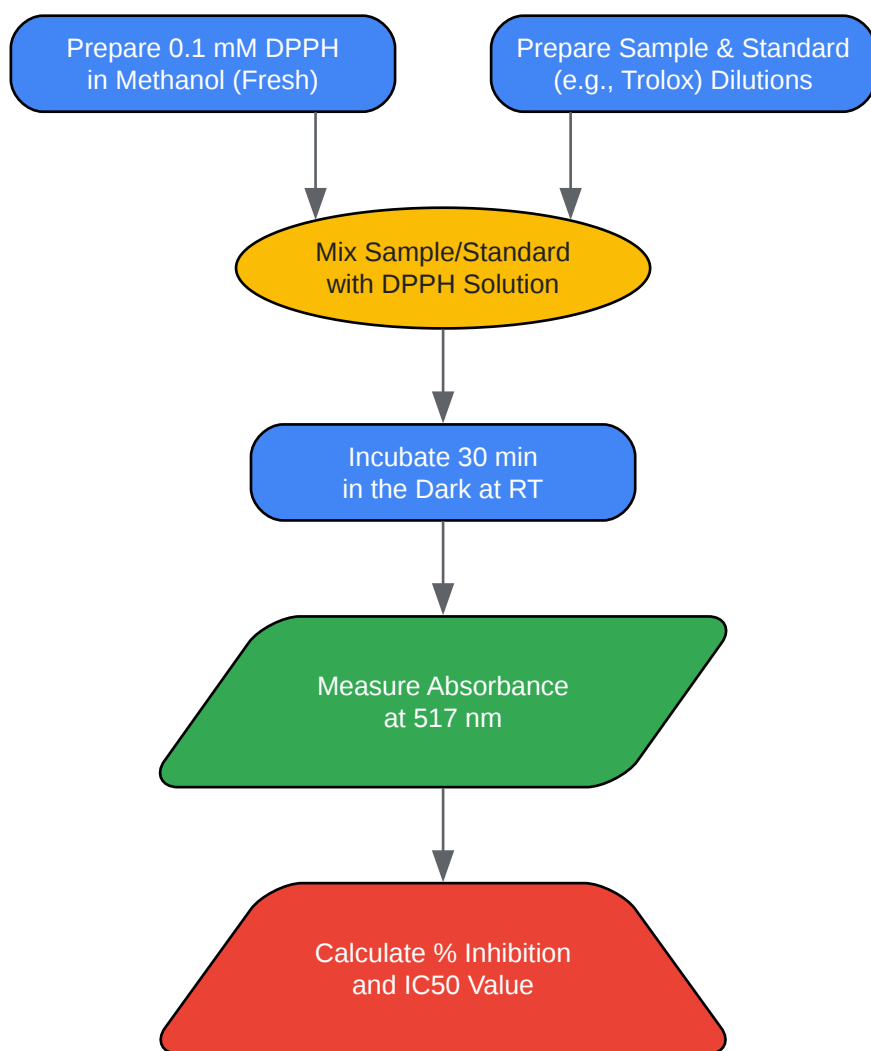 Prepare 0.1 mM DPPH
in Methanol (Fresh)
Prepare Sample & Standard
(e.g., Trolox) Dilutions
Mix Sample/Standard
with DPPH Solution
Incubate 30 min
in the Dark at RT
Measure Absorbance
at 517 nm
Calculate % Inhibition
and IC50 Value